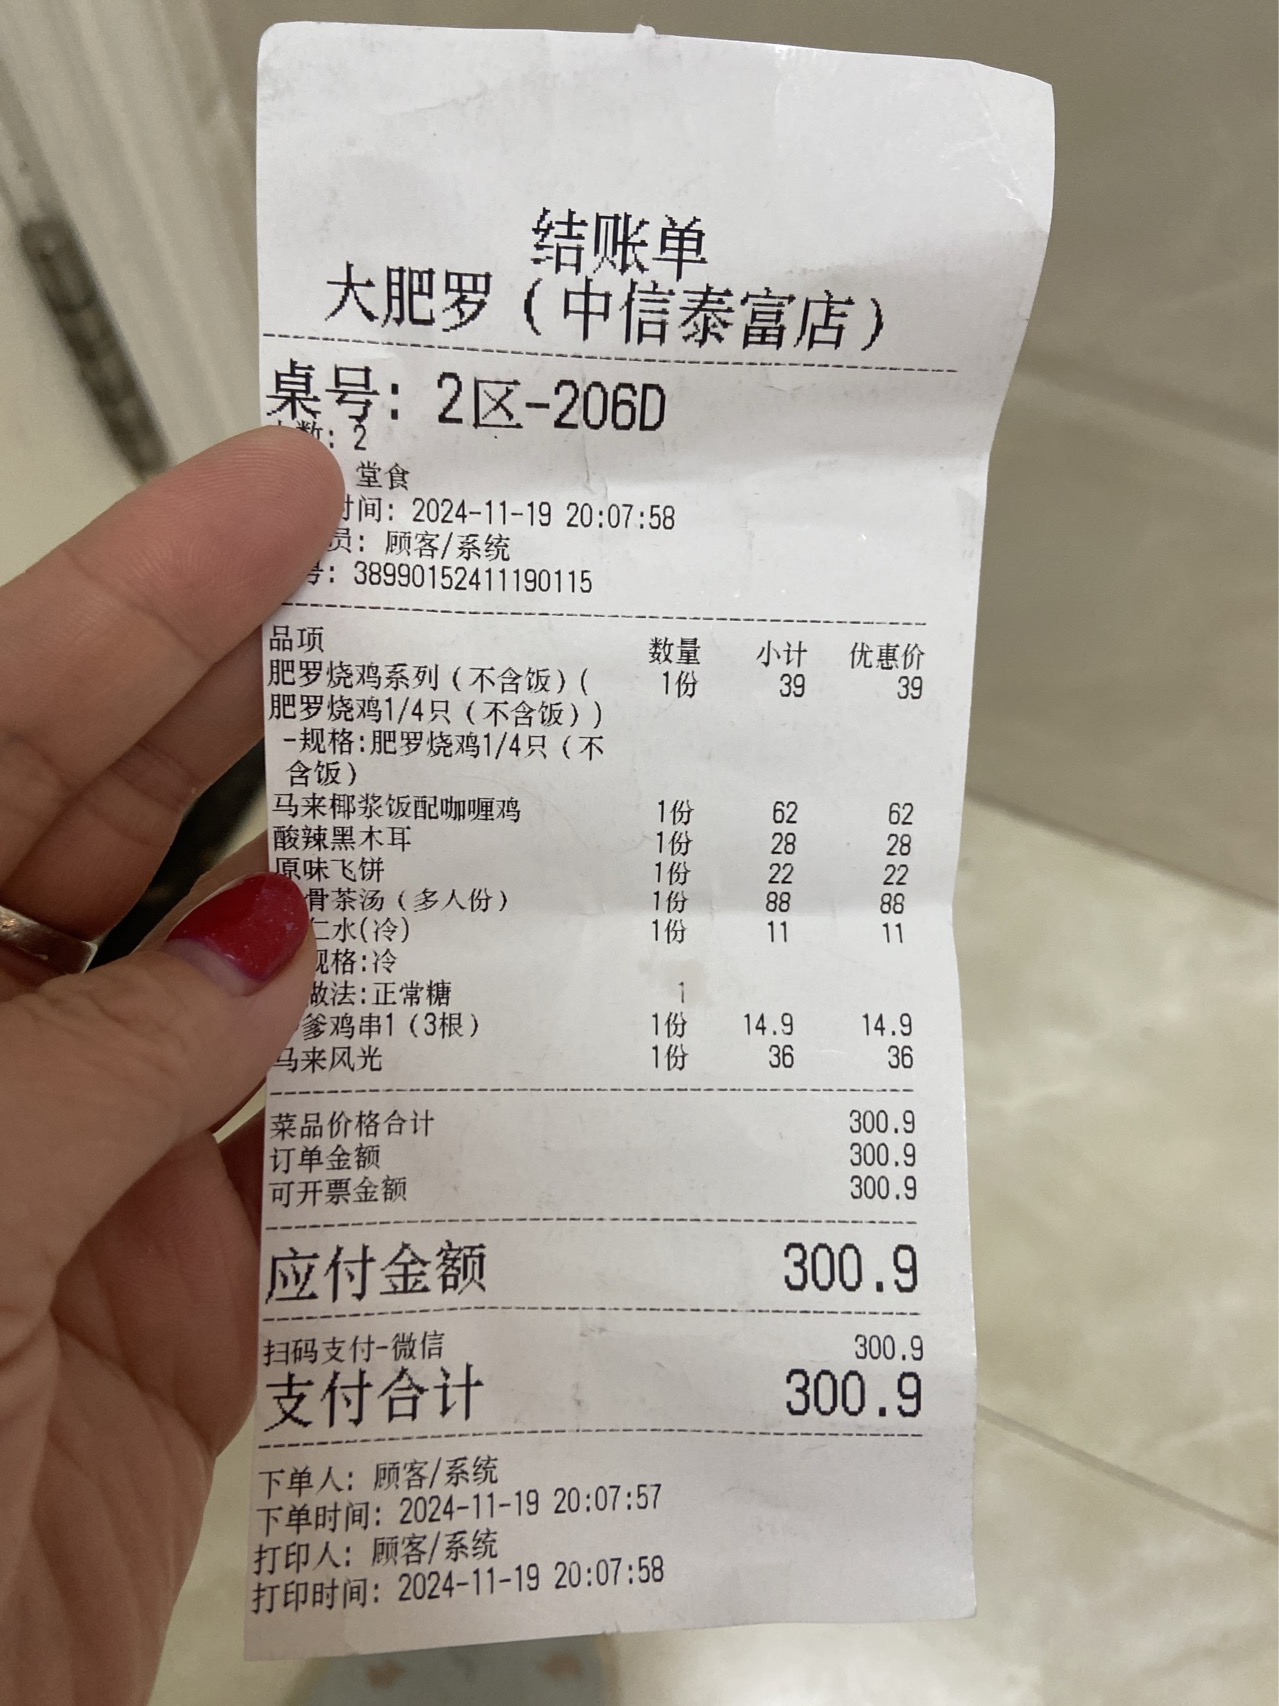 结账单
大肥罗（中信泰富店）
桌号: 2区-206D
数: 2
堂食
时间: 2024-11-19 20:07:58
员: 顾客/系统
号: 38990152411190115
品项 数量 小计 优惠价
肥罗烧鸡系列（不含饭）( 1份 39 39
肥罗烧鸡1/4只（不含饭）)
-规格:肥罗烧鸡1/4只（不
含饭）
马来椰浆饭配咖喱鸡 1份 62 62
酸辣黑木耳 1份 28 28
原味飞饼 1份 22 22
骨茶汤（多人份） 1份 88 88
仁水(冷) 1份 11 11
规格:冷
做法:正常糖 1
爹鸡串1（3根） 1份 14.9 14.9
马来风光 1份 36 36
菜品价格合计 300.9
订单金额 300.9
可开票金额 300.9
应付金额 300.9
扫码支付-微信 300.9
支付合计 300.9
下单人: 顾客/系统
下单时间: 2024-11-19 20:07:57
打印人: 顾客/系统
打印时间: 2024-11-19 20:07:58